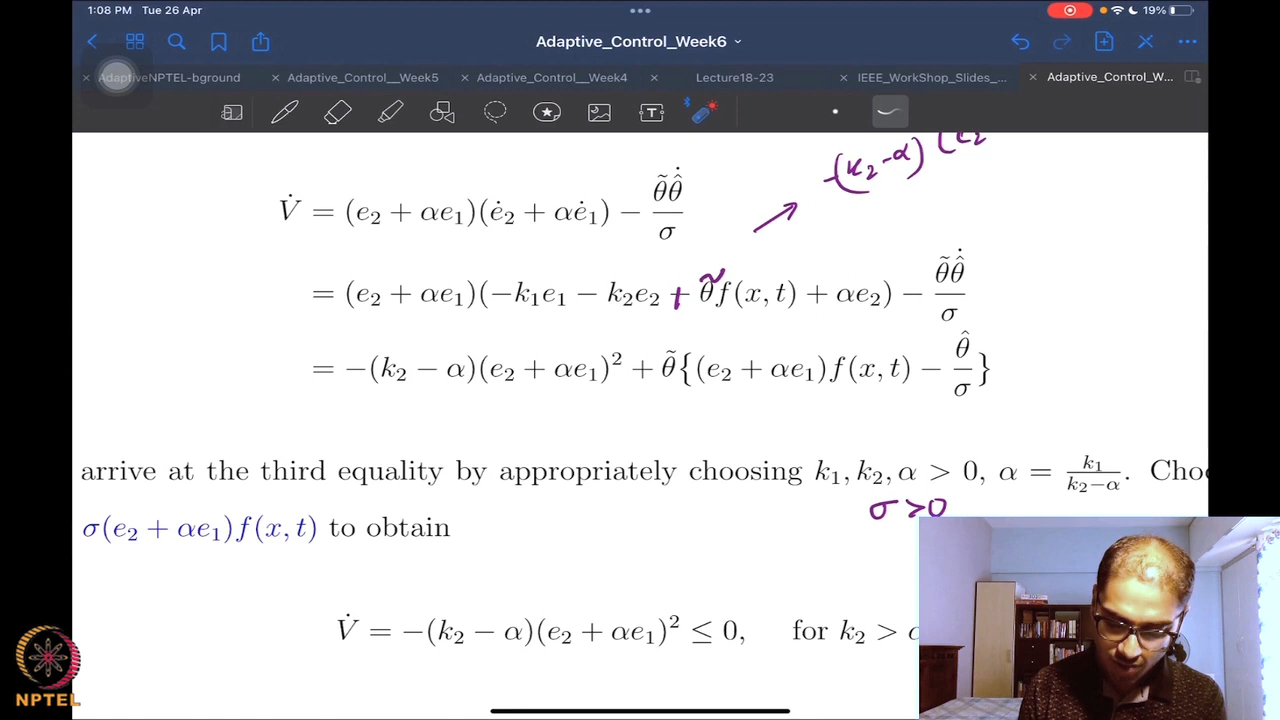 1:08 PM Tue 26 Apr
19%
Adaptive_Control_Week6
AdaptiveNPTEL-bground
Adaptive_Control__Week5
Adaptive_Control__Week4
Lecture18-23
IEEE_WorkShop_Slides_...
Adaptive_Control_W...
-(k₂-α) (e₂
V̇ = (e₂ + αe₁)(ė₂ + αė₁) − θ̃θ̂̇/σ
= (e₂ + αe₁)(−k₁e₁ − k₂e₂ + θ̃f(x, t) + αe₂) − θ̃θ̂̇/σ
= −(k₂ − α)(e₂ + αe₁)² + θ̃{(e₂ + αe₁)f(x, t) − θ̂̇/σ}
arrive at the third equality by appropriately choosing k₁, k₂, α > 0, α = k₁/(k₂−α). Cho
σ > 0
σ(e₂ + αe₁)f(x, t) to obtain
V̇ = −(k₂ − α)(e₂ + αe₁)² ≤ 0, for k₂ >
NPTEL